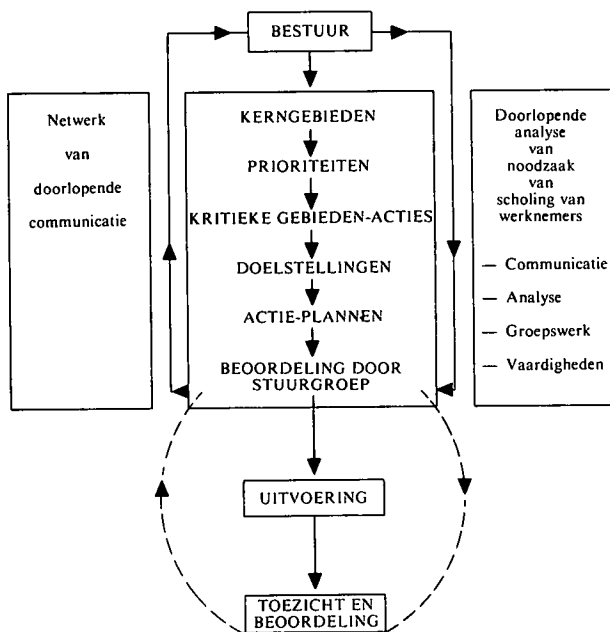 BESTUUR
Netwerk
van
doorlopende
communicatie
KERNGEBIEDEN
PRIORITEITEN
KRITIEKE GEBIEDEN-ACTIES
DOELSTELLINGEN
ACTIE-PLANNEN
BEOORDELING DOOR
STUURGROEP
Doorlopende
analyse
van
noodzaak
van
scholing van
werknemers
— Communicatie
— Analyse
— Groepswerk
— Vaardigheden
UITVOERING
TOEZICHT EN
BEOORDELING